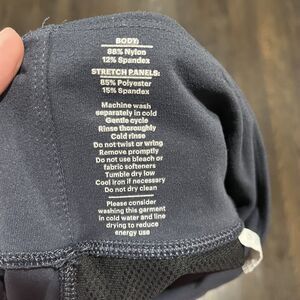 BODY:
88% Nylon
12% Spandex
STRETCH PANELS:
85% Polyester
15% Spandex
Machine wash
separately in cold
Gentle cycle
Rinse thoroughly
Cold rinse
Do not twist or wring
Remove promptly
Do not use bleach or
fabric softeners
Tumble dry low
Cool iron if necessary
Do not dry clean
Please consider
washing this garment
in cold water and line
drying to reduce
energy use